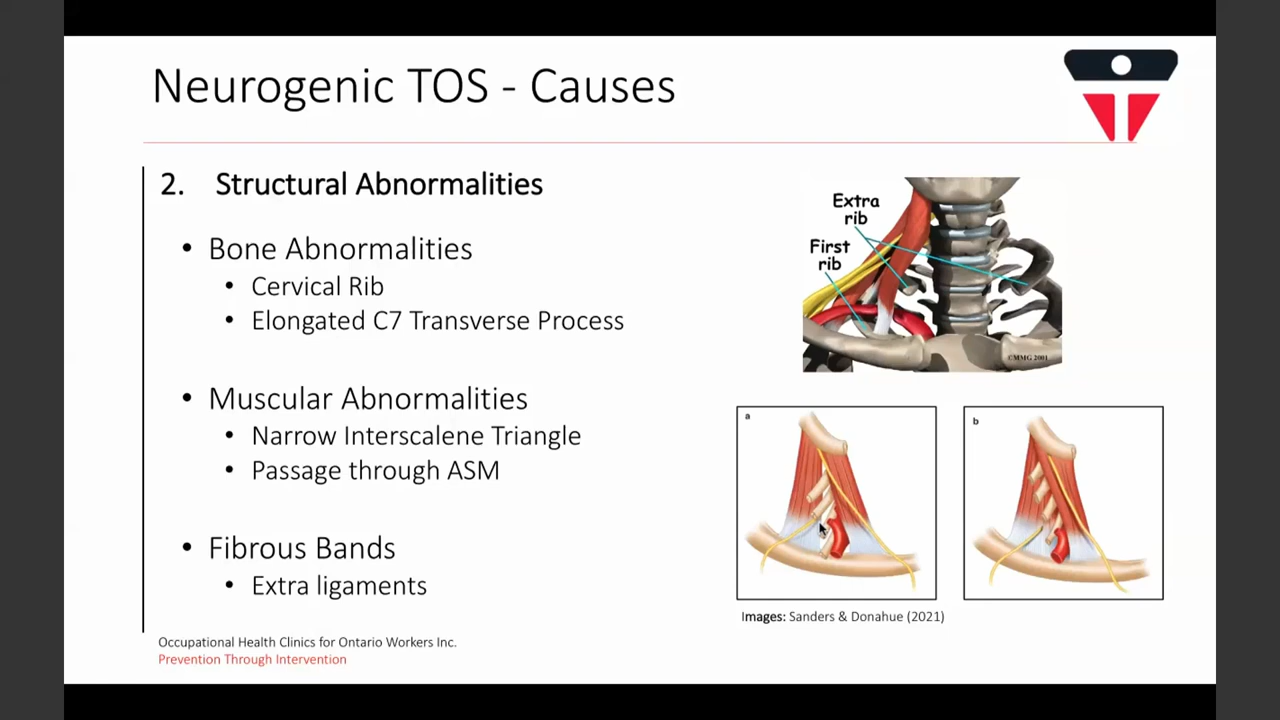 Neurogenic TOS - Causes
2. Structural Abnormalities
• Bone Abnormalities
• Cervical Rib
• Elongated C7 Transverse Process
• Muscular Abnormalities
• Narrow Interscalene Triangle
• Passage through ASM
• Fibrous Bands
• Extra ligaments
Extra
rib
First
rib
©MMG 2001
a
b
Images: Sanders & Donahue (2021)
Occupational Health Clinics for Ontario Workers Inc.
Prevention Through Intervention